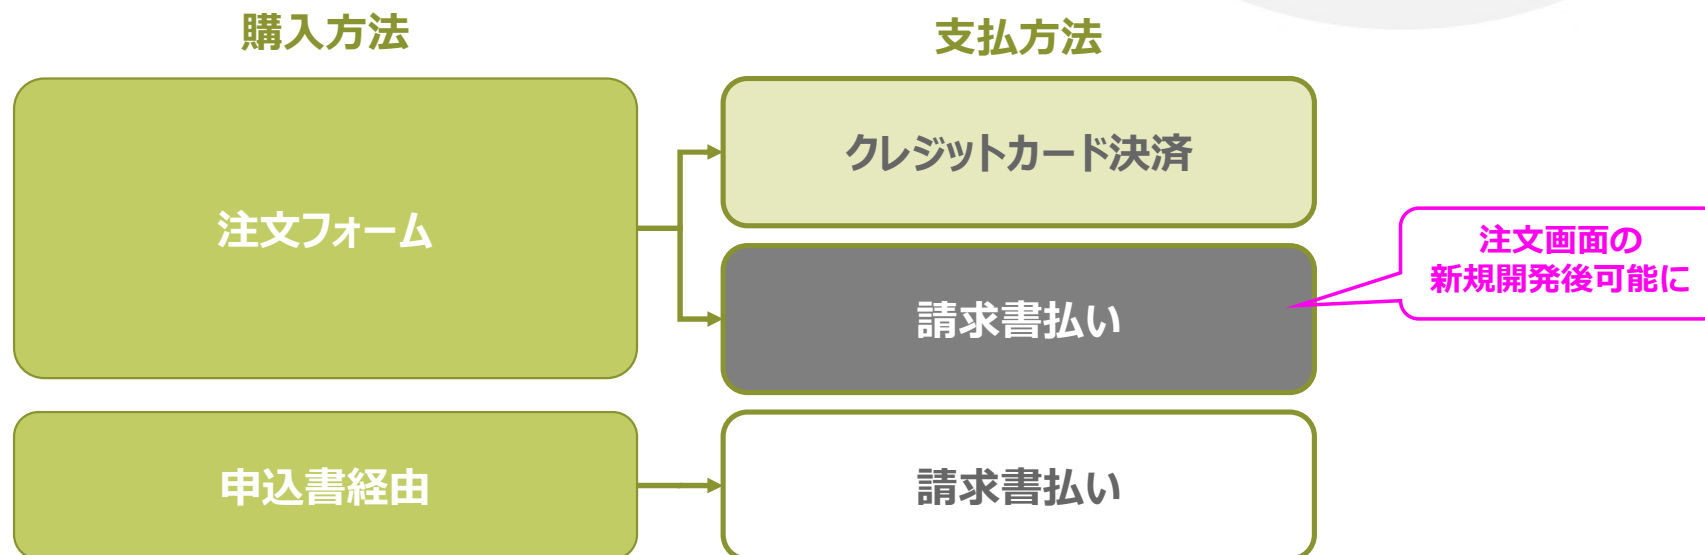 購入方法
支払方法
注文フォーム
クレジットカード決済
請求書払い
注文画面の
新規開発後可能に
申込書経由
請求書払い